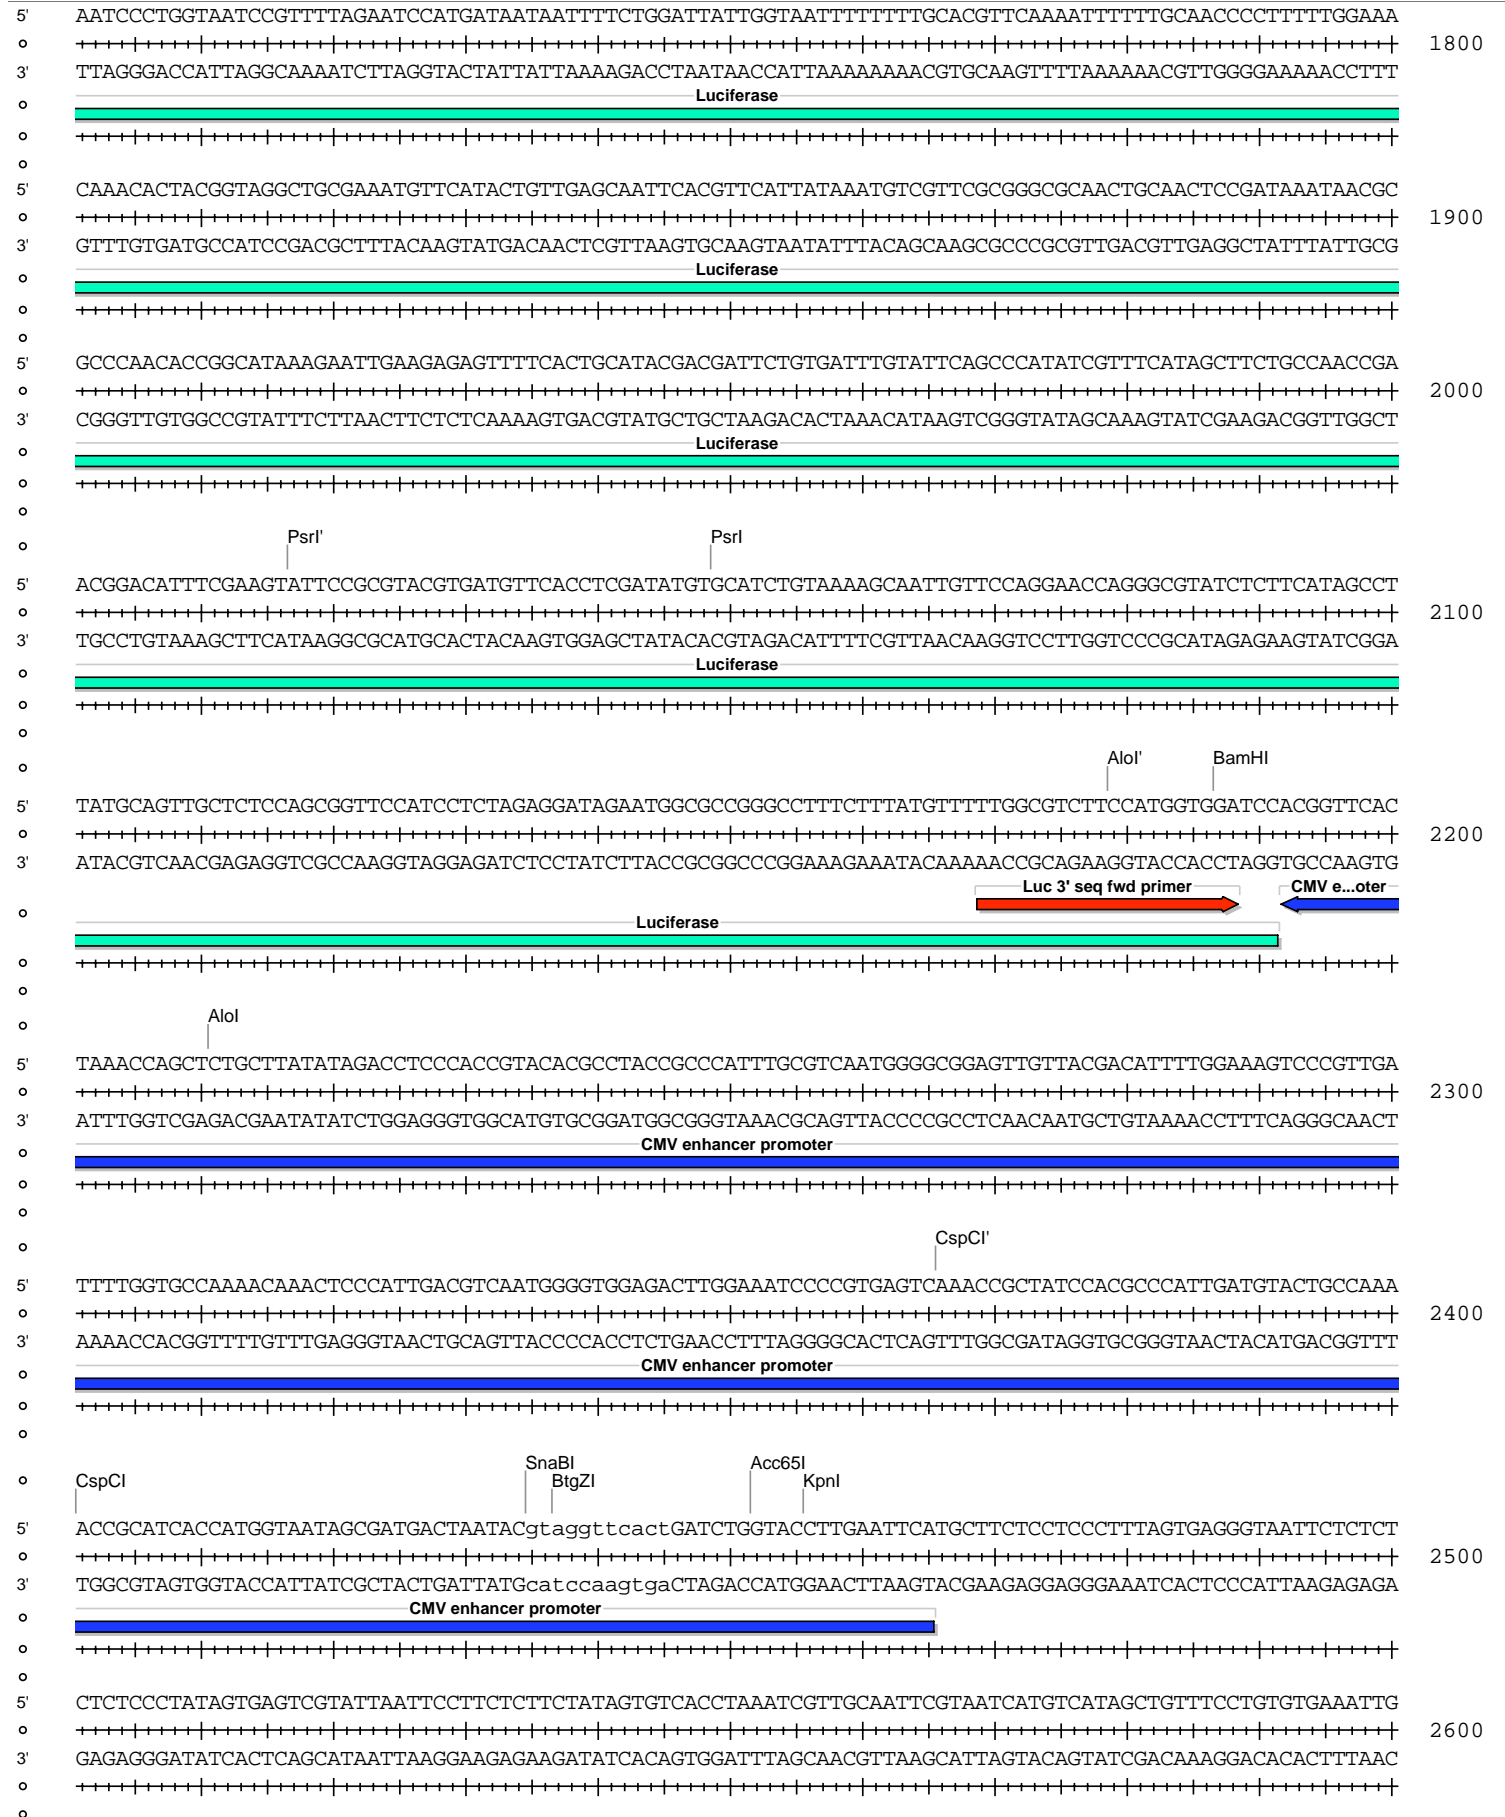 5' AATCCCTGGTAATCCGTTTTAGAATCCATGATAATAATTTTCTGGATTATTGGTAATTTTTTTTGCACGTTCAAAATTTTTTGCAACCCCTTTTTGGAAA
1800
3' TTAGGGACCATTAGGCAAAATCTTAGGTACTATTATTAAAAGACCTAATAACCATTAAAAAAAACGTGCAAGTTTTAAAAAACGTTGGGGAAAAACCTTT
Luciferase
5' CAAACACTACGGTAGGCTGCGAAATGTTCATACTGTTGAGCAATTCACGTTCATTATAAATGTCGTTCGCGGGCGCAACTGCAACTCCGATAAATAACGC
1900
3' GTTTGTGATGCCATCCGACGCTTTACAAGTATGACAACTCGTTAAGTGCAAGTAATATTTACAGCAAGCGCCCGCGTTGACGTTGAGGCTATTTATTGCG
Luciferase
5' GCCCAACACCGGCATAAAGAATTGAAGAGAGTTTTCACTGCATACGACGATTCTGTGATTTGTATTCAGCCCATATCGTTTCATAGCTTCTGCCAACCGA
2000
3' CGGGTTGTGGCCGTATTTCTTAACTTCTCTCAAAAGTGACGTATGCTGCTAAGACACTAAACATAAGTCGGGTATAGCAAAGTATCGAAGACGGTTGGCT
Luciferase
PsrI' PsrI
5' ACGGACATTTCGAAGTATTCCGCGTACGTGATGTTCACCTCGATATGTGCATCTGTAAAAGCAATTGTTCCAGGAACCAGGGCGTATCTCTTCATAGCCT
2100
3' TGCCTGTAAAGCTTCATAAGGCGCATGCACTACAAGTGGAGCTATACACGTAGACATTTTCGTTAACAAGGTCCTTGGTCCCGCATAGAGAAGTATCGGA
Luciferase
AloI' BamHI
5' TATGCAGTTGCTCTCCAGCGGTTCCATCCTCTAGAGGATAGAATGGCGCCGGGCCTTTCTTTATGTTTTTGGCGTCTTCCATGGTGGATCCACGGTTCAC
2200
3' ATACGTCAACGAGAGGTCGCCAAGGTAGGAGATCTCCTATCTTACCGCGGCCCGGAAAGAAATACAAAAACCGCAGAAGGTACCACCTAGGTGCCAAGTG
Luc 3' seq fwd primer CMV e...oter
Luciferase
AloI
5' TAAACCAGCTCTGCTTATATAGACCTCCCACCGTACACGCCTACCGCCCATTTGCGTCAATGGGGCGGAGTTGTTACGACATTTTGGAAAGTCCCGTTGA
2300
3' ATTTGGTCGAGACGAATATATCTGGAGGGTGGCATGTGCGGATGGCGGGTAAACGCAGTTACCCCGCCTCAACAATGCTGTAAAACCTTTCAGGGCAACT
CMV enhancer promoter
CspCI'
5' TTTTGGTGCCAAAACAAACTCCCATTGACGTCAATGGGGTGGAGACTTGGAAATCCCCGTGAGTCAAACCGCTATCCACGCCCATTGATGTACTGCCAAA
2400
3' AAAACCACGGTTTTGTTTGAGGGTAACTGCAGTTACCCCACCTCTGAACCTTTAGGGGCACTCAGTTTGGCGATAGGTGCGGGTAACTACATGACGGTTT
CMV enhancer promoter
SnaBI Acc65I
CspCI BtgZI KpnI
5' ACCGCATCACCATGGTAATAGCGATGACTAATACgtaggttcactGATCTGGTACCTTGAATTCATGCTTCTCCTCCCTTTAGTGAGGGTAATTCTCTCT
2500
3' TGGCGTAGTGGTACCATTATCGCTACTGATTATGcatccaagtgaCTAGACCATGGAACTTAAGTACGAAGAGGAGGGAAATCACTCCCATTAAGAGAGA
CMV enhancer promoter
5' CTCTCCCTATAGTGAGTCGTATTAATTCCTTCTCTTCTATAGTGTCACCTAAATCGTTGCAATTCGTAATCATGTCATAGCTGTTTCCTGTGTGAAATTG
2600
3' GAGAGGGATATCACTCAGCATAATTAAGGAAGAGAAGATATCACAGTGGATTTAGCAACGTTAAGCATTAGTACAGTATCGACAAAGGACACACTTTAAC